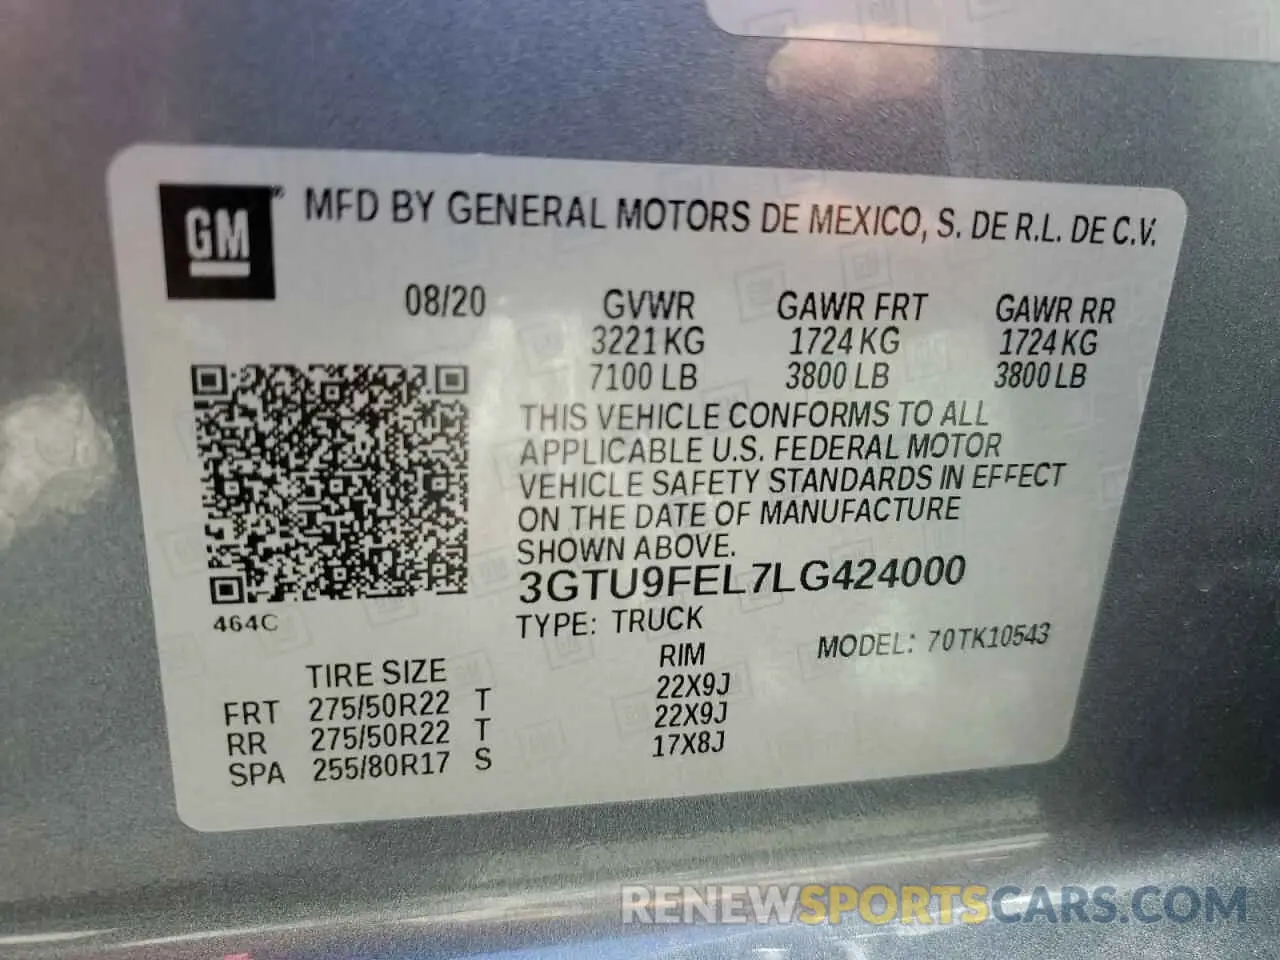 GM® MFD BY GENERAL MOTORS DE MEXICO, S. DE R.L. DE C.V.
08/20 GVWR GAWR FRT GAWR RR
3221 KG 1724 KG 1724 KG
7100 LB 3800 LB 3800 LB
THIS VEHICLE CONFORMS TO ALL
APPLICABLE U.S. FEDERAL MOTOR
VEHICLE SAFETY STANDARDS IN EFFECT
ON THE DATE OF MANUFACTURE
SHOWN ABOVE.
3GTU9FEL7LG424000
464C TYPE: TRUCK MODEL: 70TK10543
TIRE SIZE RIM
FRT 275/50R22 T 22X9J
RR 275/50R22 T 22X9J
SPA 255/80R17 S 17X8J
RENEWSPORTSCARS.COM